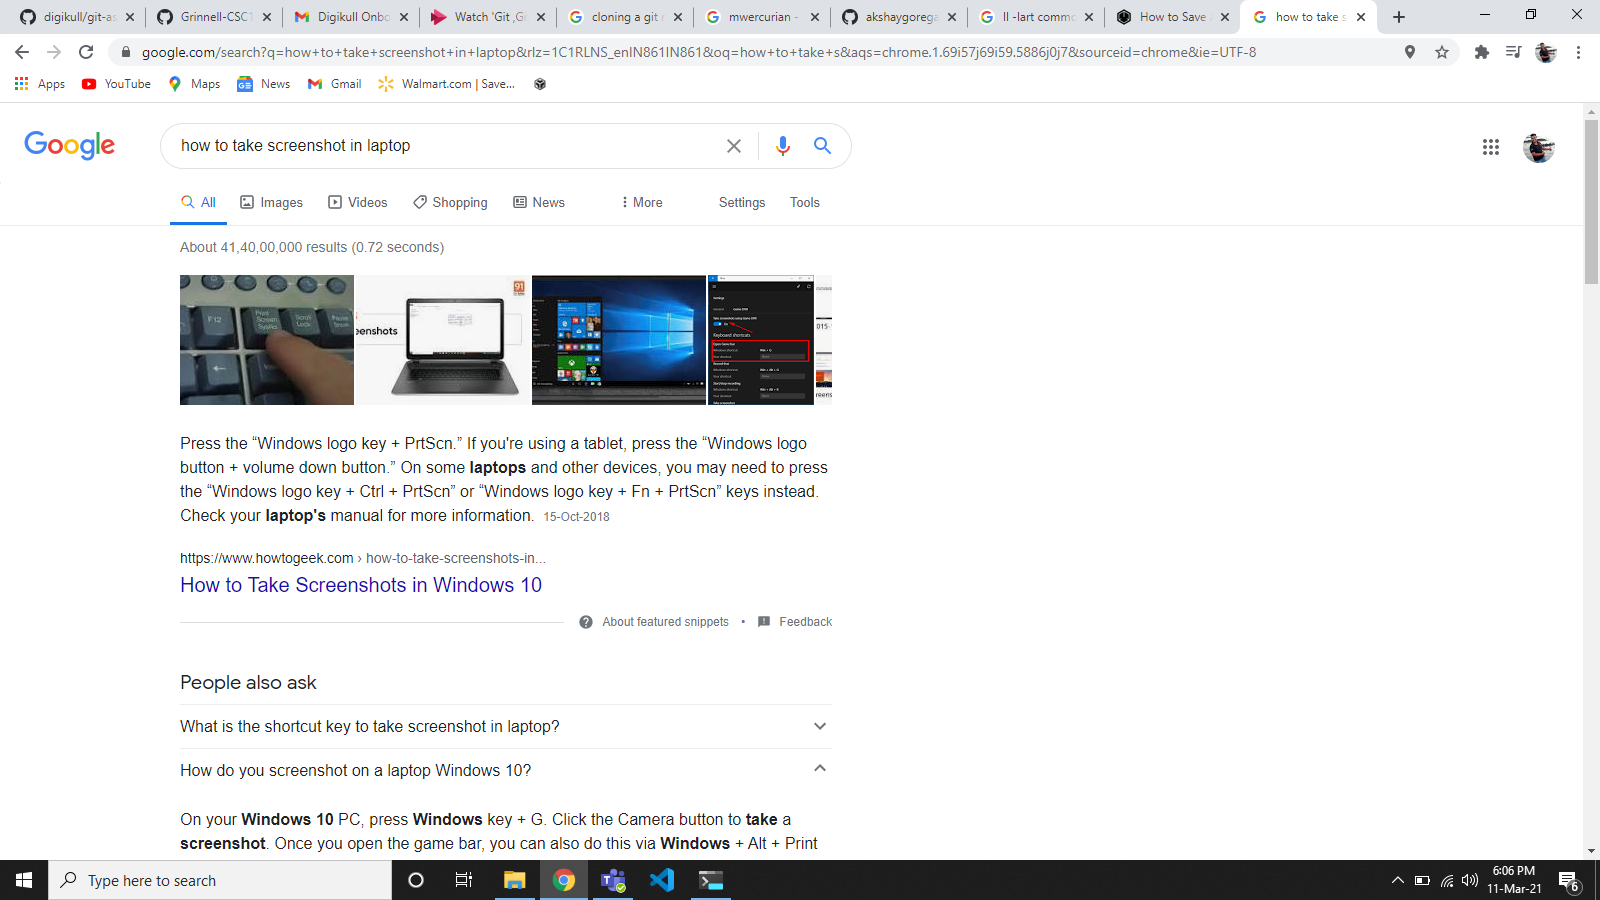 digikull/git-as
Grinnell-CSC1
Digikull Onbo
Watch 'Git ,Gi
cloning a git r
mwercurian -
akshaygorega
ll -lart commo
How to Save
how to take s
google.com/search?q=how+to+take+screenshot+in+laptop&rlz=1C1RLNS_enIN861IN861&oq=how+to+take+s&aqs=chrome.1.69i57j69i59.5886j0j7&sourceid=chrome&ie=UTF-8
Apps YouTube Maps News Gmail Walmart.com | Save...
Google
how to take screenshot in laptop
All Images Videos Shopping News More Settings Tools
About 41,40,00,000 results (0.72 seconds)
Press the “Windows logo key + PrtScn.” If you're using a tablet, press the “Windows logo
button + volume down button.” On some laptops and other devices, you may need to press
the “Windows logo key + Ctrl + PrtScn” or “Windows logo key + Fn + PrtScn” keys instead.
Check your laptop's manual for more information. 15-Oct-2018
https://www.howtogeek.com › how-to-take-screenshots-in...
How to Take Screenshots in Windows 10
About featured snippets • Feedback
People also ask
What is the shortcut key to take screenshot in laptop?
How do you screenshot on a laptop Windows 10?
On your Windows 10 PC, press Windows key + G. Click the Camera button to take a
screenshot. Once you open the game bar, you can also do this via Windows + Alt + Print
Type here to search
6:06 PM
11-Mar-21
6